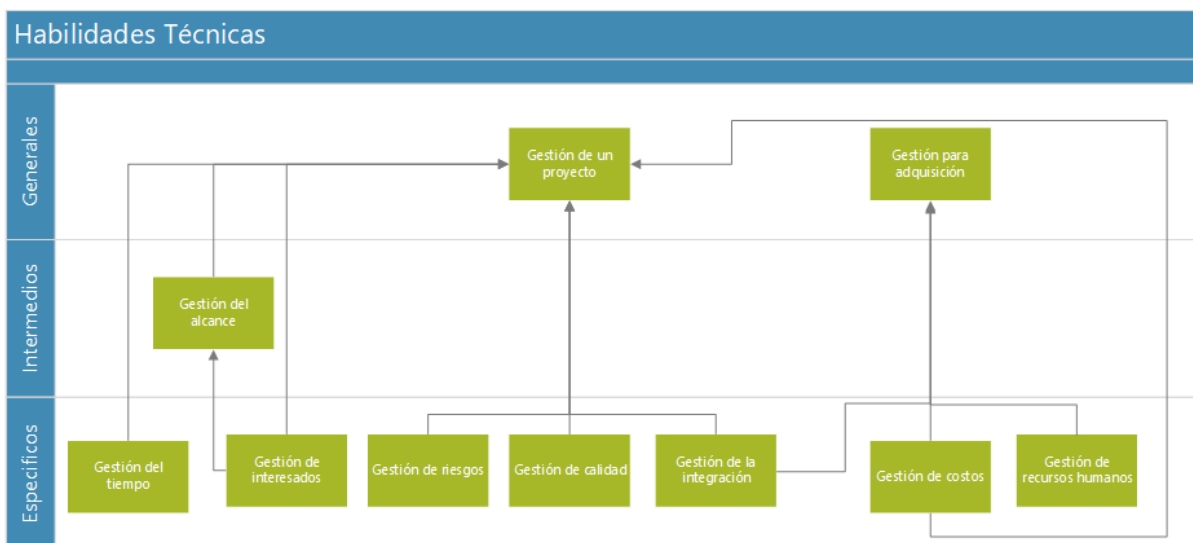 Habilidades Técnicas
Generales
Gestión de un
proyecto
Gestión para
adquisición
Intermedios
Gestión del
alcance
Especificos
Gestión del
tiempo
Gestión de
interesados
Gestión de riesgos
Gestión de calidad
Gestión de la
integración
Gestión de costos
Gestión de
recursos humanos